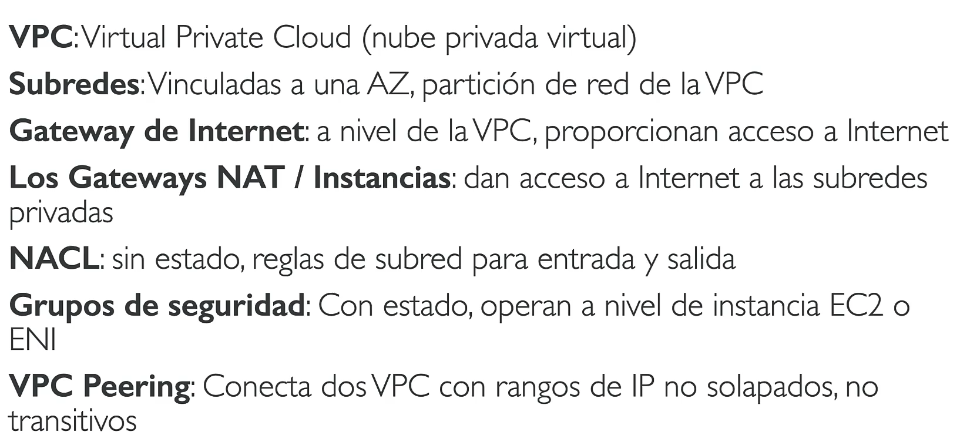 VPC: Virtual Private Cloud (nube privada virtual)
Subredes: Vinculadas a una AZ, partición de red de la VPC
Gateway de Internet: a nivel de la VPC, proporcionan acceso a Internet
Los Gateways NAT / Instancias: dan acceso a Internet a las subredes
privadas
NACL: sin estado, reglas de subred para entrada y salida
Grupos de seguridad: Con estado, operan a nivel de instancia EC2 o
ENI
VPC Peering: Conecta dos VPC con rangos de IP no solapados, no
transitivos